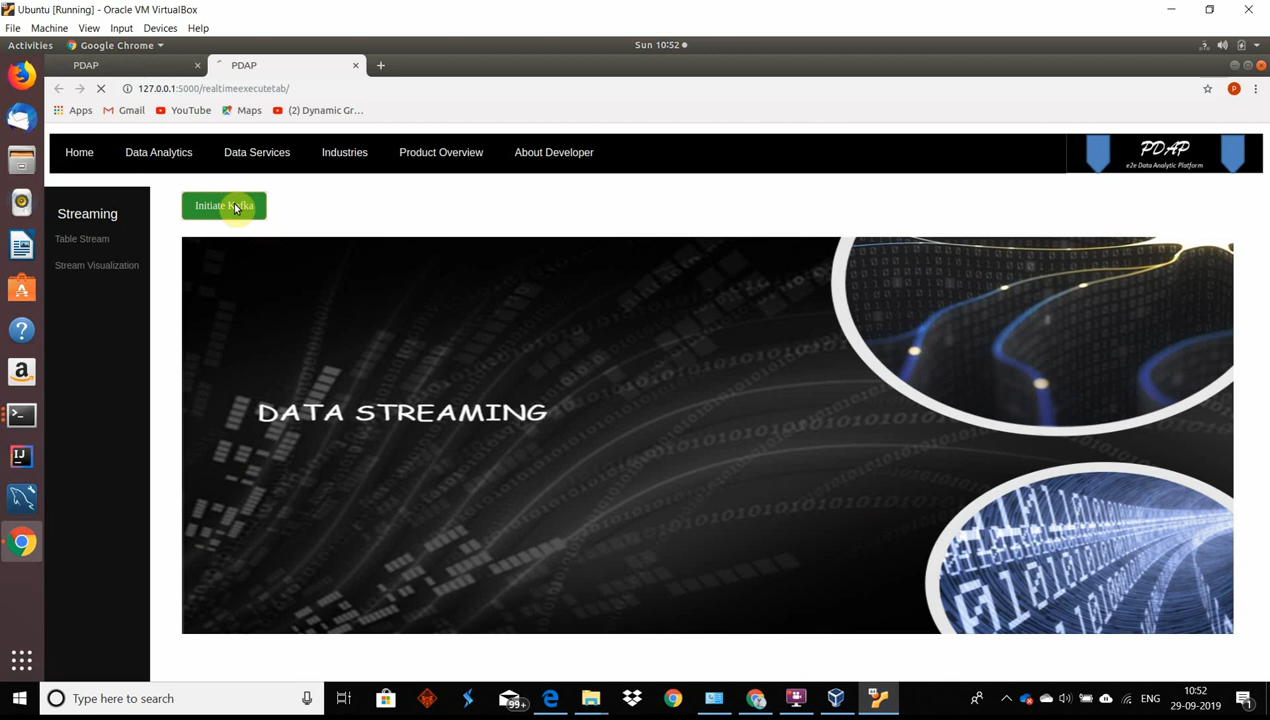 Ubuntu [Running] - Oracle VM VirtualBox
File Machine View Input Devices Help
Activities Google Chrome Sun 10:52
PDAP PDAP
127.0.0.1:5000/realtimeexecutetab/ P
Apps Gmail YouTube Maps (2) Dynamic Gr...
Home Data Analytics Data Services Industries Product Overview About Developer
PDAP
e2e Data Analytic Platform
Streaming
Table Stream
Stream Visualization
Initiate Kafka
DATA STREAMING
Type here to search 99+ ENG 10:52
29-09-2019 1